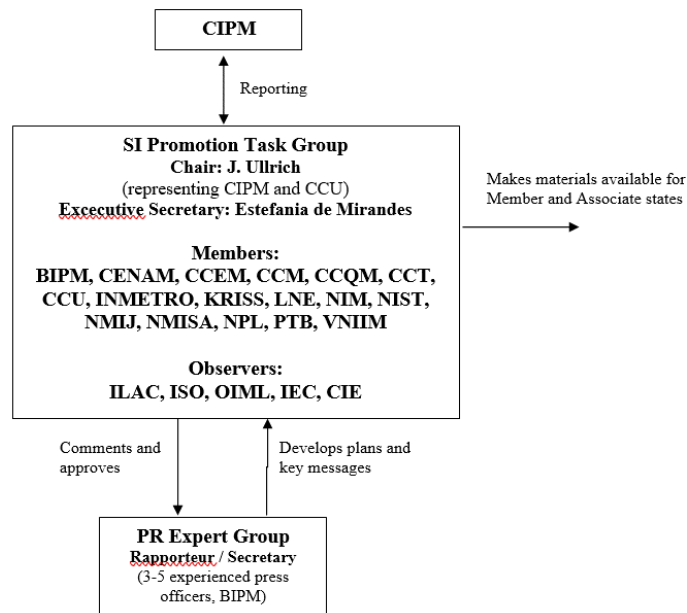 CIPM
Reporting
SI Promotion Task Group
Chair: J. Ullrich
(representing CIPM and CCU)
Excecutive Secretary: Estefania de Mirandes
Makes materials available for
Member and Associate states
Members:
BIPM, CENAM, CCEM, CCM, CCQM, CCT,
CCU, INMETRO, KRISS, LNE, NIM, NIST,
NMIJ, NMISA, NPL, PTB, VNIIM
Observers:
ILAC, ISO, OIML, IEC, CIE
Comments and
approves
Develops plans and
key messages
PR Expert Group
Rapporteur / Secretary
(3-5 experienced press
officers, BIPM)